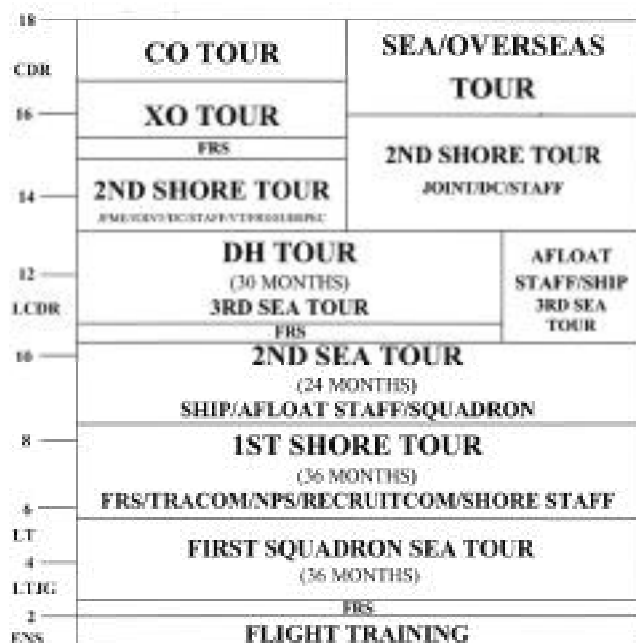 18
CO TOUR
SEA/OVERSEAS
TOUR
CDR
16
XO TOUR
FRS
2ND SHORE TOUR
JOINT/DC/STAFF
14
2ND SHORE TOUR
DH TOUR
(30 MONTHS)
3RD SEA TOUR
AFLOAT
STAFF/SHIP
3RD SEA
TOUR
12
LCDR
FRS
10
2ND SEA TOUR
(24 MONTHS)
SHIP/AFLOAT STAFF/SQUADRON
8
1ST SHORE TOUR
(36 MONTHS)
FRS/TRACOM/NPS/RECRUITCOM/SHORE STAFF
6
LT
FIRST SQUADRON SEA TOUR
(36 MONTHS)
4
LTJG
FRS
2
FLIGHT TRAINING
ENS